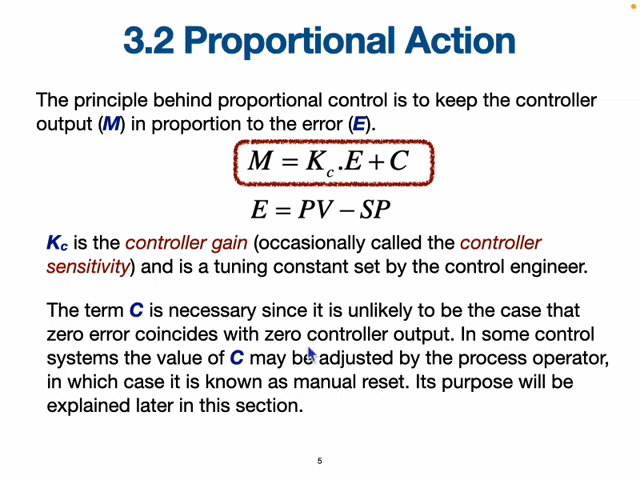 3.2 Proportional Action
The principle behind proportional control is to keep the controller
output (M) in proportion to the error (E).
M = K_c.E + C
E = PV − SP
Kc is the controller gain (occasionally called the controller
sensitivity) and is a tuning constant set by the control engineer.
The term C is necessary since it is unlikely to be the case that
zero error coincides with zero controller output. In some control
systems the value of C may be adjusted by the process operator,
in which case it is known as manual reset. Its purpose will be
explained later in this section.
5